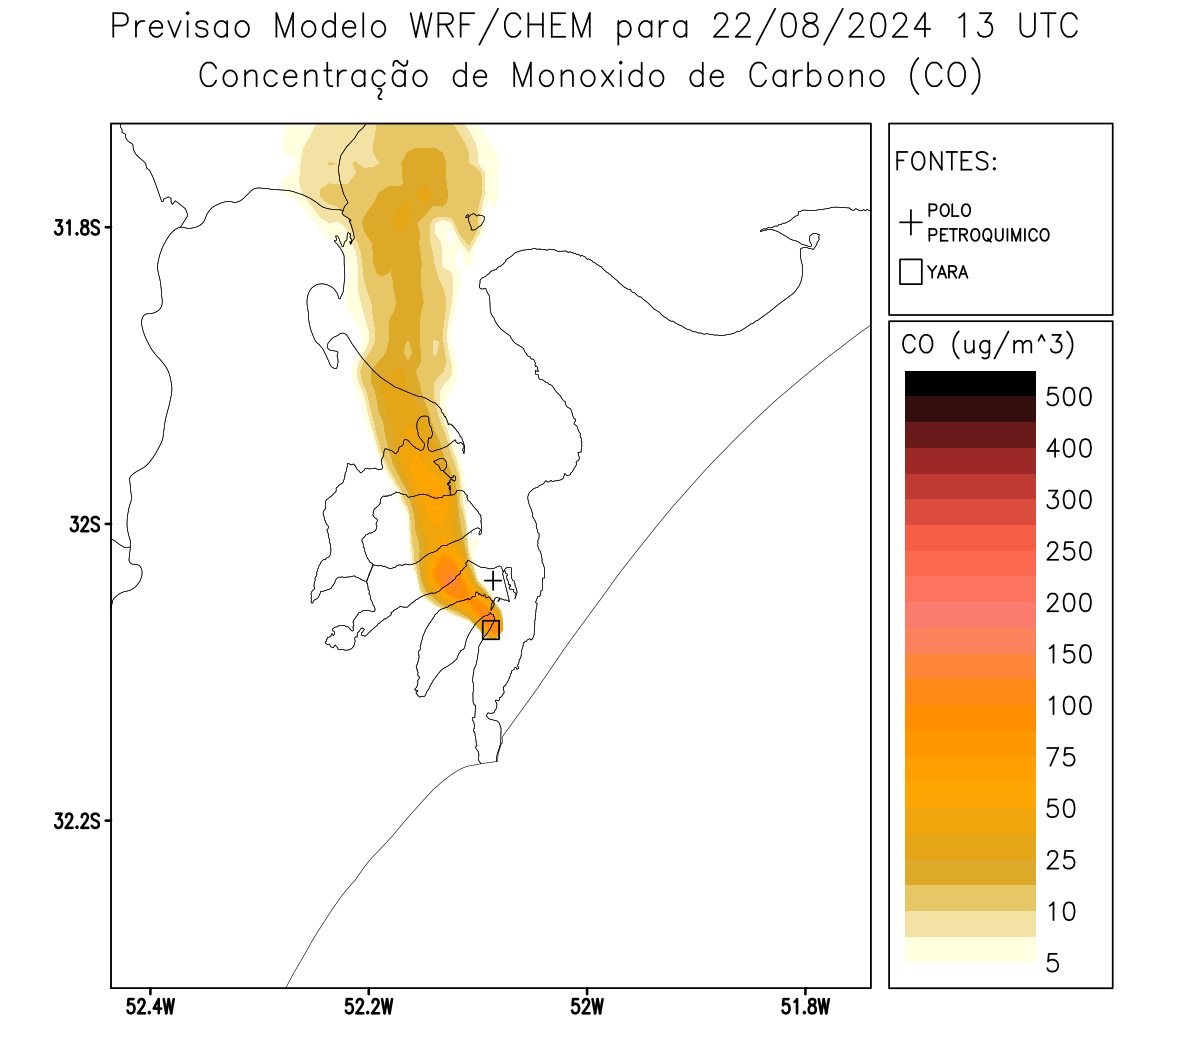 Previsao Modelo WRF/CHEM para 22/08/2024 13 UTC
Concentração de Monoxido de Carbono (CO)
FONTES:
POLO
PETROQUIMICO
YARA
CO (ug/m^3)
500
400
300
250
200
150
100
75
50
25
10
5
31.8S
32S
32.2S
52.4W
52.2W
52W
51.8W